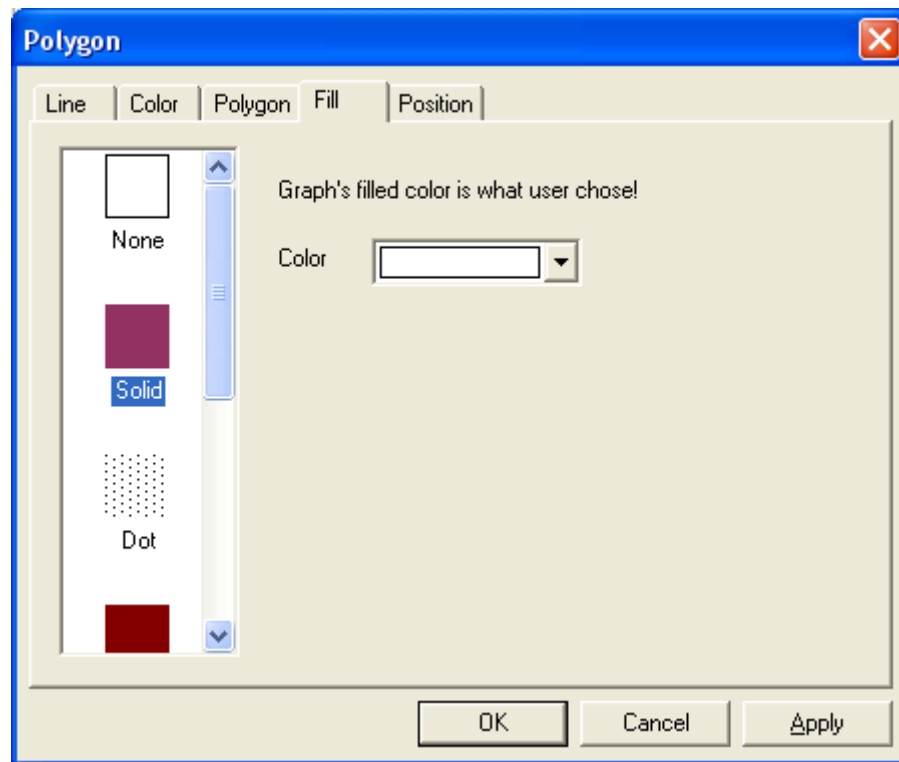 Polygon
Line Color Polygon Fill Position
None
Graph's filled color is what user chose!
Color
Solid
Dot
OK Cancel Apply